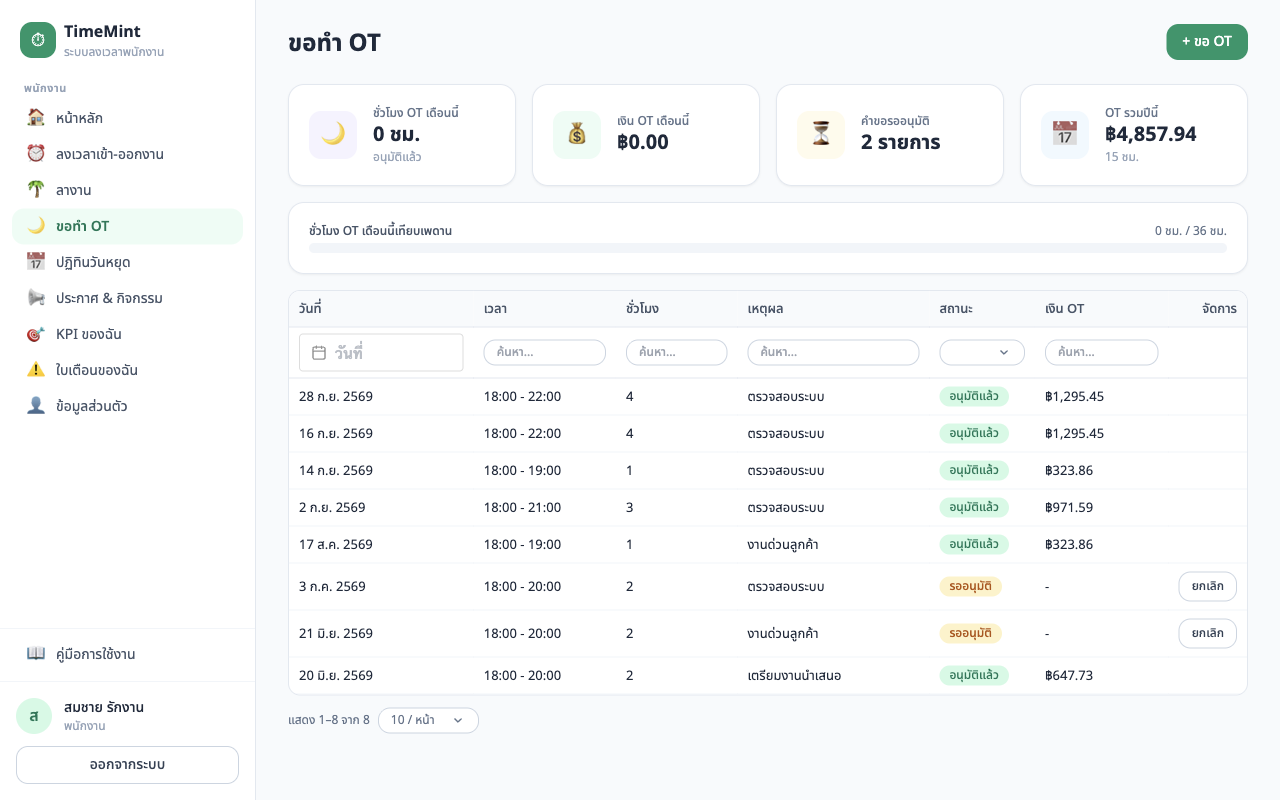 TimeMint
ระบบลงเวลาพนักงาน
พนักงาน
หน้าหลัก
ลงเวลาเข้า-ออกงาน
ลางาน
ขอทำ OT
ปฏิทินวันหยุด
ประกาศ & กิจกรรม
KPI ของฉัน
ใบเตือนของฉัน
ข้อมูลส่วนตัว
คู่มือการใช้งาน
ส
สมชาย รักงาน
พนักงาน
ออกจากระบบ
ขอทำ OT
+ ขอ OT
ชั่วโมง OT เดือนนี้
0 ชม.
อนุมัติแล้ว
เงิน OT เดือนนี้
฿0.00
คำขอรออนุมัติ
2 รายการ
OT รวมปีนี้
฿4,857.94
15 ชม.
ชั่วโมง OT เดือนนี้เทียบเพดาน 0 ชม. / 36 ชม.
วันที่ เวลา ชั่วโมง เหตุผล สถานะ เงิน OT จัดการ
วันที่ ค้นหา... ค้นหา... ค้นหา... ค้นหา...
28 ก.ย. 2569 18:00 - 22:00 4 ตรวจสอบระบบ อนุมัติแล้ว ฿1,295.45
16 ก.ย. 2569 18:00 - 22:00 4 ตรวจสอบระบบ อนุมัติแล้ว ฿1,295.45
14 ก.ย. 2569 18:00 - 19:00 1 ตรวจสอบระบบ อนุมัติแล้ว ฿323.86
2 ก.ย. 2569 18:00 - 21:00 3 ตรวจสอบระบบ อนุมัติแล้ว ฿971.59
17 ส.ค. 2569 18:00 - 19:00 1 งานด่วนลูกค้า อนุมัติแล้ว ฿323.86
3 ก.ค. 2569 18:00 - 20:00 2 ตรวจสอบระบบ รออนุมัติ - ยกเลิก
21 มิ.ย. 2569 18:00 - 20:00 2 งานด่วนลูกค้า รออนุมัติ - ยกเลิก
20 มิ.ย. 2569 18:00 - 20:00 2 เตรียมงานนำเสนอ อนุมัติแล้ว ฿647.73
แสดง 1–8 จาก 8 10 / หน้า